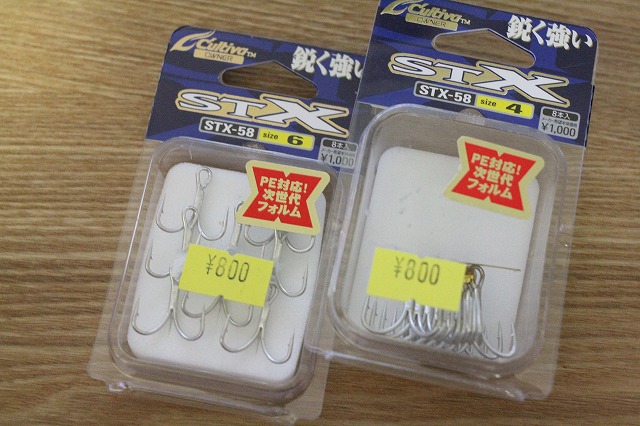 Cultiva™
OWNER
鋭く強い
STX
STX-58 size 6
8本入
¥1,000
PE対応!
次世代
フォルム
¥800
Cultiva™
OWNER
鋭く強い
STX
STX-58 size 4
8本入
¥1,000
PE対応!
次世代
フォルム
¥800